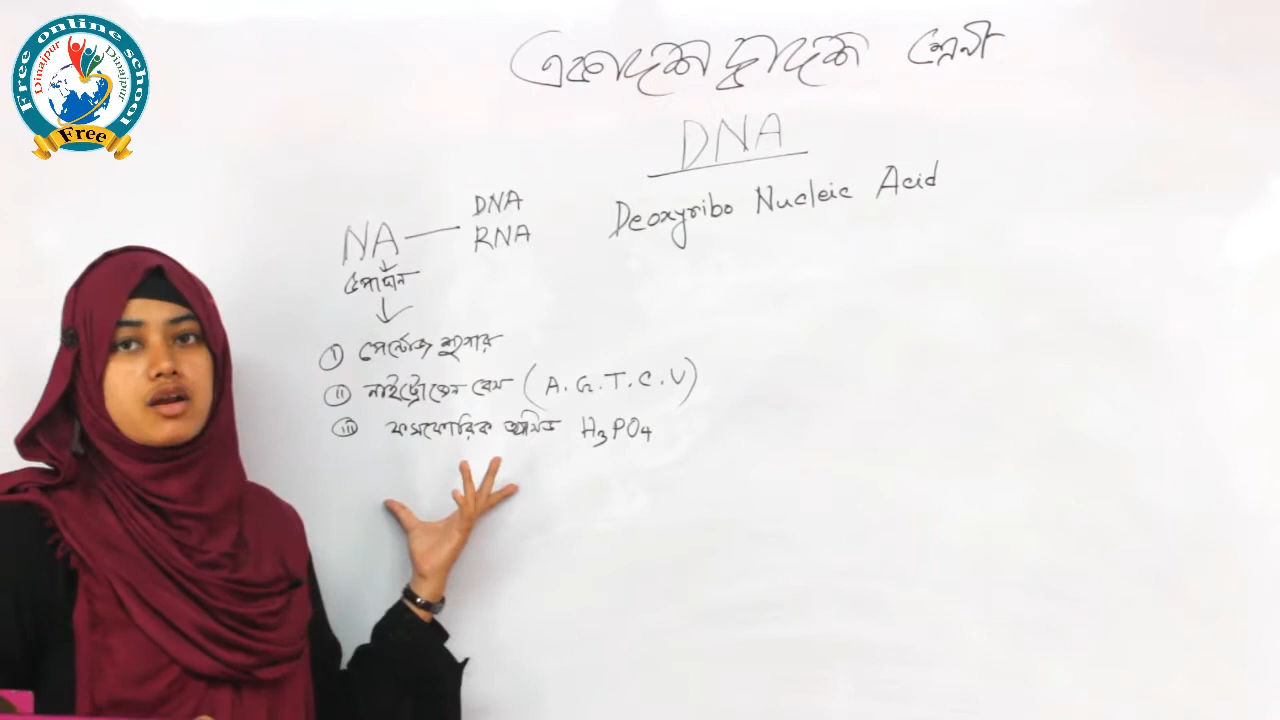 Free online school
Dinajpur
Dinajpur
Free
একাদশ দ্বাদশ শ্রেণী
DNA
Deoxyribo Nucleic Acid
NA — DNA
RNA
উপাদান
i পেন্টোজ শুগার
ii নাইট্রোজেন বেস (A. G. T. C. U)
iii ফসফোরিক অ্যাসিড H3PO4